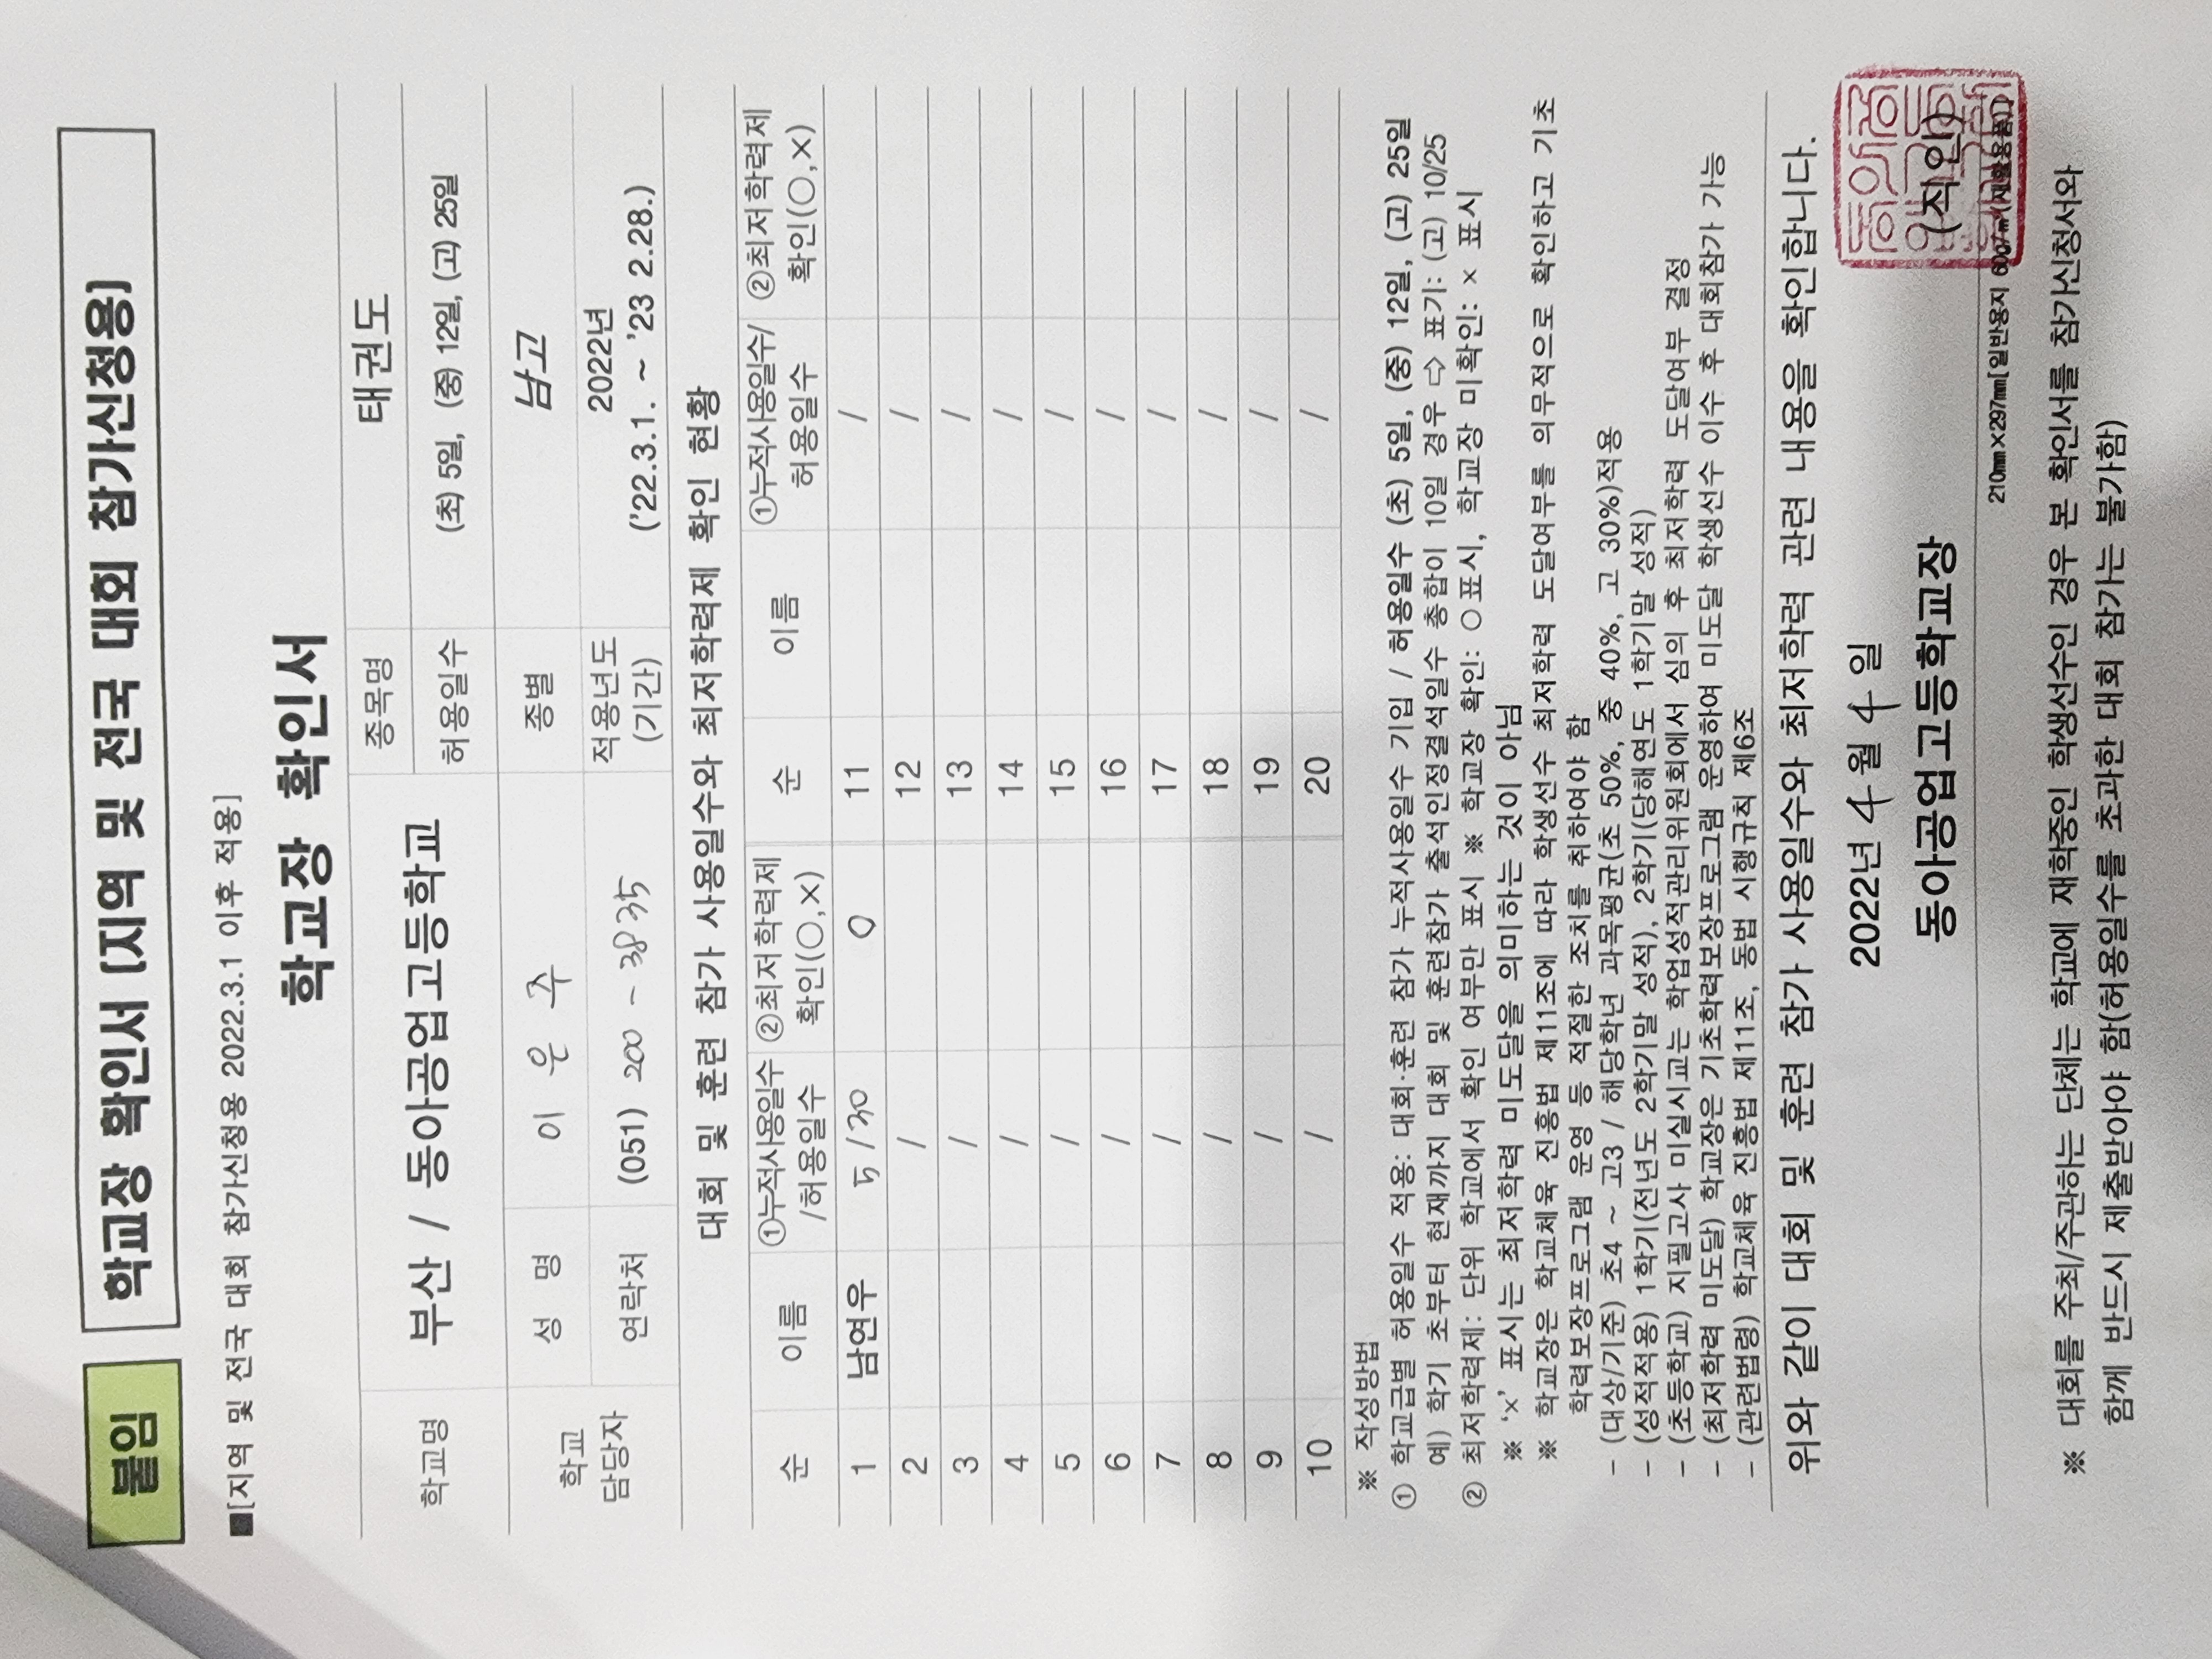 붙임 학교장 확인서 (지역 및 전국 대회 참가신청용)
■[지역 및 전국 대회 참가신청용 2022.3.1 이후 적용]
학교장 확인서
학교명 부산 / 동아공업고등학교 종목명 태권도
허용일수 (초) 5일, (중) 12일, (고) 25일
학교 담당자 성 명 이 은 주 종별 남고
연락처 (051) 200 - 3835 적용년도 (기간) 2022년 ('22.3.1. ~ '23 2.28.)
대회 및 훈련 참가 사용일수와 최저학력제 확인 현황
순 이름 ①누적사용일수 /허용일수 ②최저학력제 확인(○,×) 순 이름 ①누적사용일수/ 허용일수 ②최저학력제 확인(○,×)
1 남연우 5 / 30 ○ 11 /
2 / 12 /
3 / 13 /
4 / 14 /
5 / 15 /
6 / 16 /
7 / 17 /
8 / 18 /
9 / 19 /
10 / 20 /
※ 작성방법
① 학교급별 허용일수 적용: 대회·훈련 참가 누적사용일수 기입 / 허용일수 (초) 5일, (중) 12일, (고) 25일
예) 학기 초부터 현재까지 대회 및 훈련참가 출석인정결석일수 총합이 10일 경우 ⇨ 표기: (고) 10/25
② 최저학력제: 단위 학교에서 확인 여부만 표시 ※ 학교장 확인: ○표시, 학교장 미확인: × 표시
※ '×' 표시는 최저학력 미도달을 의미하는 것이 아님
※ 학교장은 학교체육 진흥법 제11조에 따라 학생선수 최저학력 도달여부를 의무적으로 확인하고 기초
학력보장프로그램 운영 등 적절한 조치를 취하여야 함
- (대상/기준) 초4 ~ 고3 / 해당학년 과목평균(초 50%, 중 40%, 고 30%)적용
- (성적적용) 1학기(전년도 2학기말 성적), 2학기(당해연도 1학기말 성적)
- (초등학교) 지필고사 미실시교는 학업성적관리위원회에서 심의 후 최저학력 도달여부 결정
- (최저학력 미도달) 학교장은 기초학력보장프로그램 운영하여 미도달 학생선수 이수 후 대회참가 가능
- (관련법령) 학교체육 진흥법 제11조, 동법 시행규칙 제6조
위와 같이 대회 및 훈련 참가 사용일수와 최저학력 관련 내용을 확인합니다.
2022년 4 월 4 일
동아공업고등학교장 (직인)
210㎜×297㎜[일반용지 60g/㎡(재활용품)]
※ 대회를 주최/주관하는 단체는 학교에 재학중인 학생선수인 경우 본 확인서를 참가신청서와
함께 반드시 제출받아야 함(허용일수를 초과한 대회 참가는 불가함)